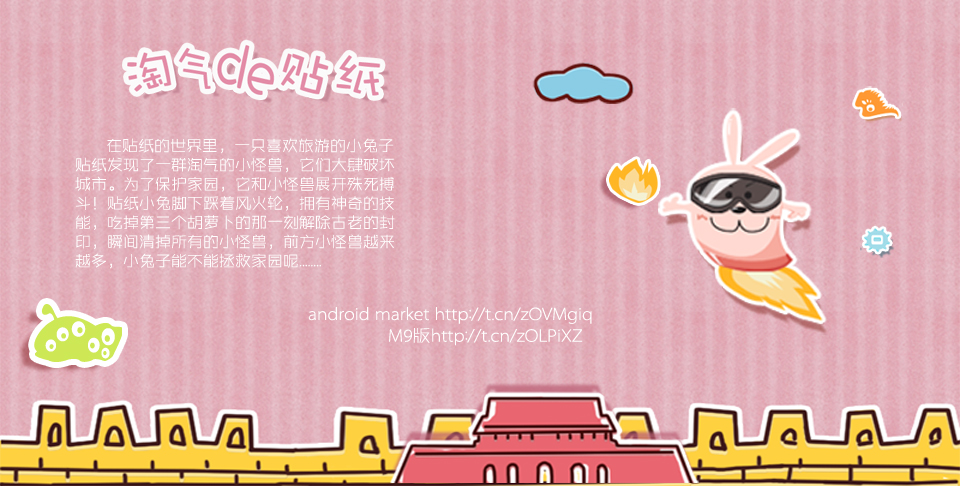 淘气de贴纸
在贴纸的世界里，一只喜欢旅游的小兔子
贴纸发现了一群淘气的小怪兽，它们大肆破坏
城市。为了保护家园，它和小怪兽展开殊死搏
斗！贴纸小兔脚下踩着风火轮，拥有神奇的技
能，吃掉第三个胡萝卜的那一刻解除古老的封
印，瞬间清掉所有的小怪兽，前方小怪兽越来
越多，小兔子能不能拯救家园呢........
android market http://t.cn/zOVMgiq
M9版http://t.cn/zOLPiXZ